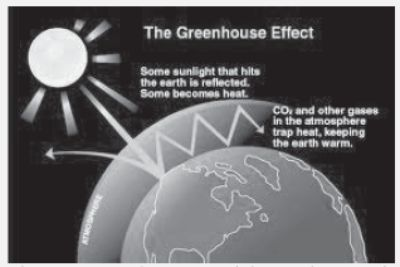 The Greenhouse Effect
Some sunlight that hits
the earth is reflected.
Some becomes heat.
CO₂ and other gases
in the atmosphere
trap heat, keeping
the earth warm.
ATMOSPHERE